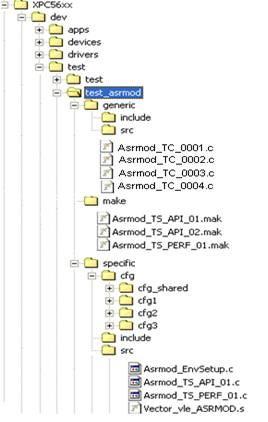 XPC56xx
dev
apps
devices
drivers
test
test
test_asrmod
generic
include
src
Asrmod_TC_0001.c
Asrmod_TC_0002.c
Asrmod_TC_0003.c
Asrmod_TC_0004.c
make
Asrmod_TS_API_01.mak
Asrmod_TS_API_02.mak
Asrmod_TS_PERF_01.mak
specific
cfg
cfg_shared
cfg1
cfg2
cfg3
include
src
Asrmod_EnvSetup.c
Asrmod_TS_API_01.c
Asrmod_TS_PERF_01.c
Vector_vle_ASRMOD.s